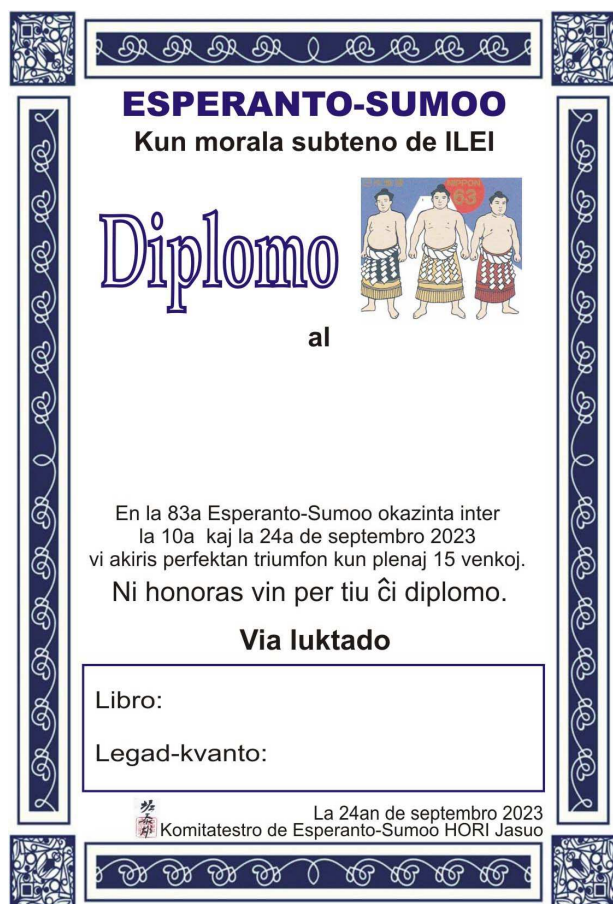 ESPERANTO-SUMOO
Kun morala subteno de ILEI
Diplomo
NIPPON
63
al
En la 83a Esperanto-Sumoo okazinta inter
la 10a kaj la 24a de septembro 2023
vi akiris perfektan triumfon kun plenaj 15 venkoj.
Ni honoras vin per tiu ĉi diplomo.
Via luktado
Libro:
Legad-kvanto:
La 24an de septembro 2023
Komitatestro de Esperanto-Sumoo HORI Jasuo